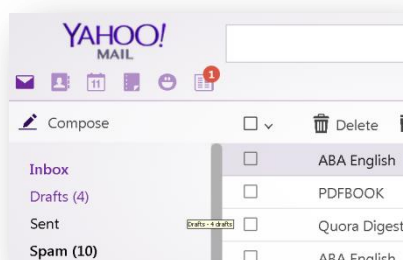 YAHOO!
MAIL
11
1
Compose
Delete
Inbox
ABA English
Drafts (4)
PDFBOOK
Sent
Drafts - 4 drafts
Quora Digest
Spam (10)
ABA English